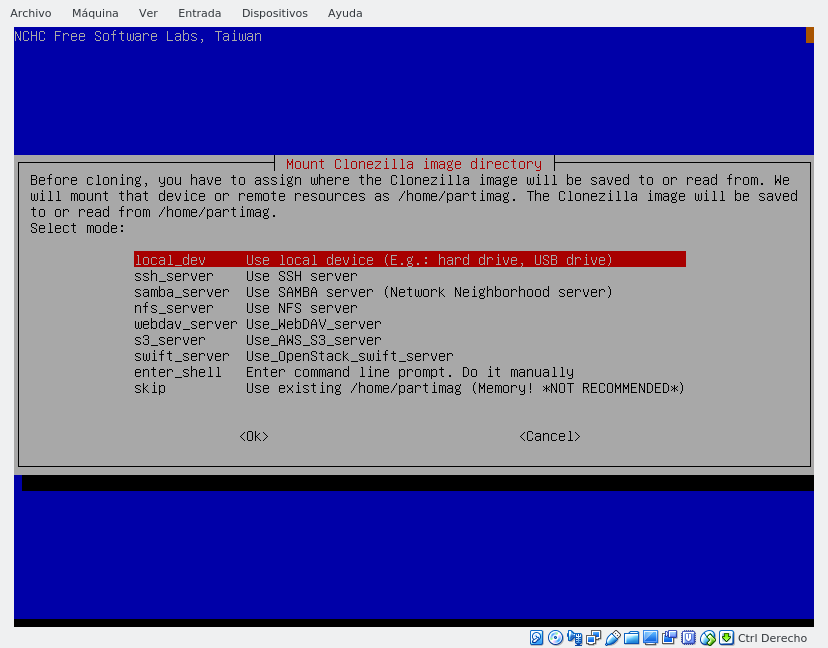 Archivo Máquina Ver Entrada Dispositivos Ayuda
NCHC Free Software Labs, Taiwan
Mount Clonezilla image directory
Before cloning, you have to assign where the Clonezilla image will be saved to or read from. We
will mount that device or remote resources as /home/partimag. The Clonezilla image will be saved
to or read from /home/partimag.
Select mode:
local_dev Use local device (E.g.: hard drive, USB drive)
ssh_server Use SSH server
samba_server Use SAMBA server (Network Neighborhood server)
nfs_server Use NFS server
webdav_server Use_WebDAV_server
s3_server Use_AWS_S3_server
swift_server Use_OpenStack_swift_server
enter_shell Enter command line prompt. Do it manually
skip Use existing /home/partimag (Memory! *NOT RECOMMENDED*)
<Ok> <Cancel>
Ctrl Derecho